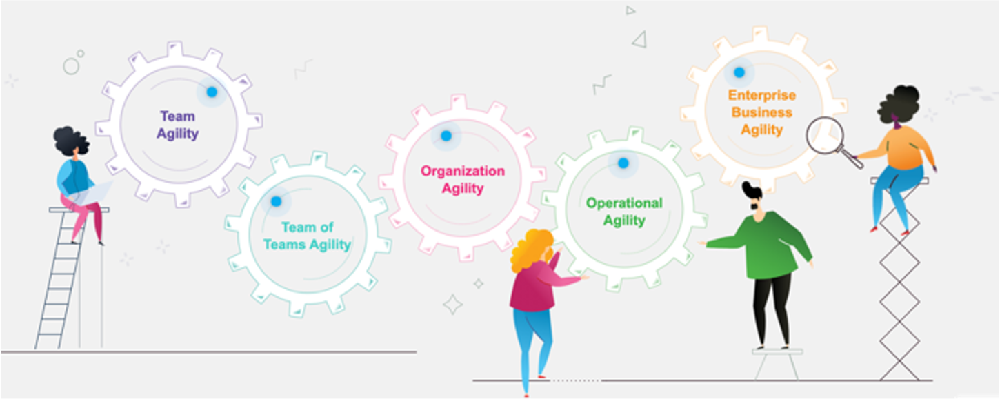 Team
Agility
Team of
Teams Agility
Organization
Agility
Operational
Agility
Enterprise
Business
Agility